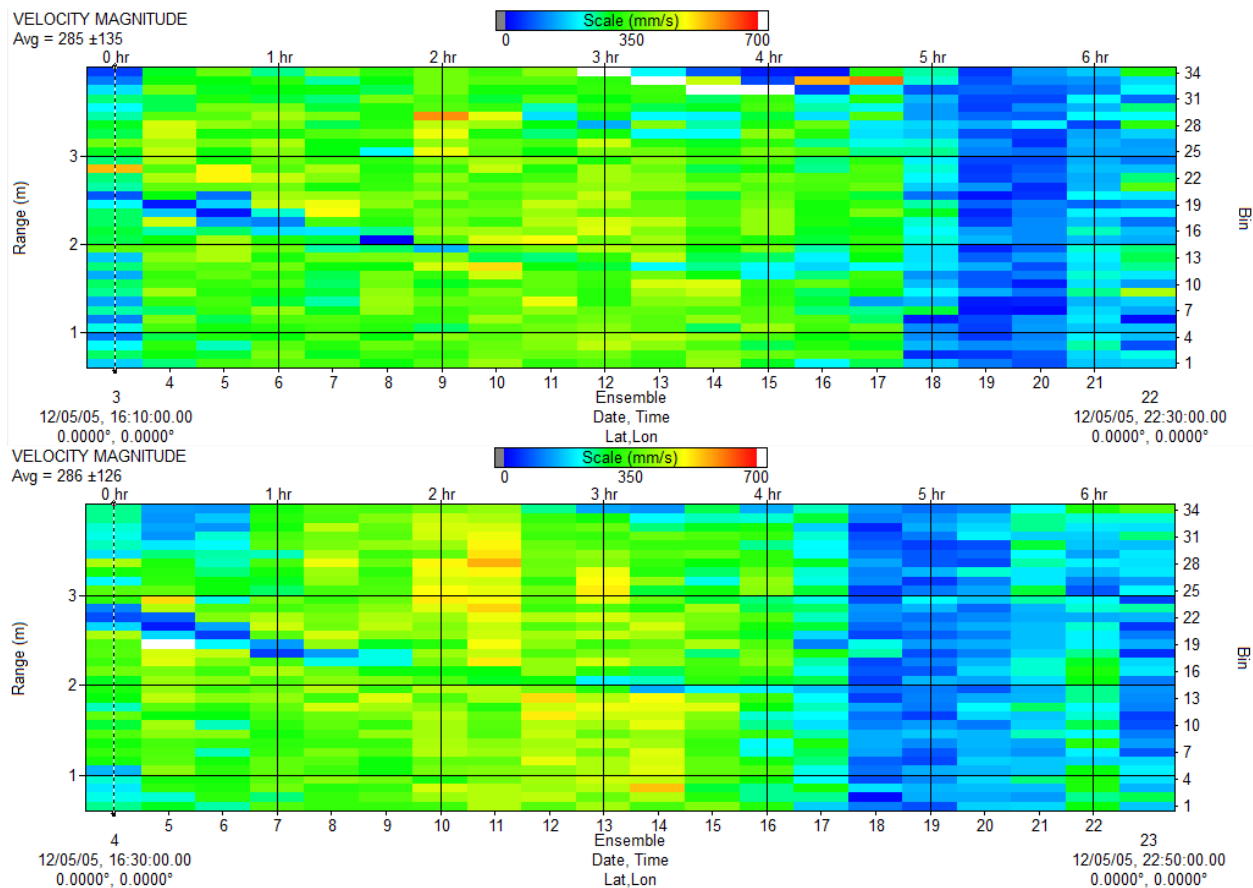 VELOCITY MAGNITUDE
Avg = 285 ±135
Scale (mm/s)
0 350 700
0 hr 1 hr 2 hr 3 hr 4 hr 5 hr 6 hr
Range (m)
3
2
1
34
31
28
25
22
19
16
13
10
7
4
1
Bin
4 5 6 7 8 9 10 11 12 13 14 15 16 17 18 19 20 21
3 Ensemble 22
12/05/05, 16:10:00.00 Date, Time 12/05/05, 22:30:00.00
0.0000°, 0.0000° Lat,Lon 0.0000°, 0.0000°
VELOCITY MAGNITUDE
Avg = 286 ±126
Scale (mm/s)
0 350 700
0 hr 1 hr 2 hr 3 hr 4 hr 5 hr 6 hr
Range (m)
3
2
1
34
31
28
25
22
19
16
13
10
7
4
1
Bin
5 6 7 8 9 10 11 12 13 14 15 16 17 18 19 20 21 22
4 Ensemble 23
12/05/05, 16:30:00.00 Date, Time 12/05/05, 22:50:00.00
0.0000°, 0.0000° Lat,Lon 0.0000°, 0.0000°